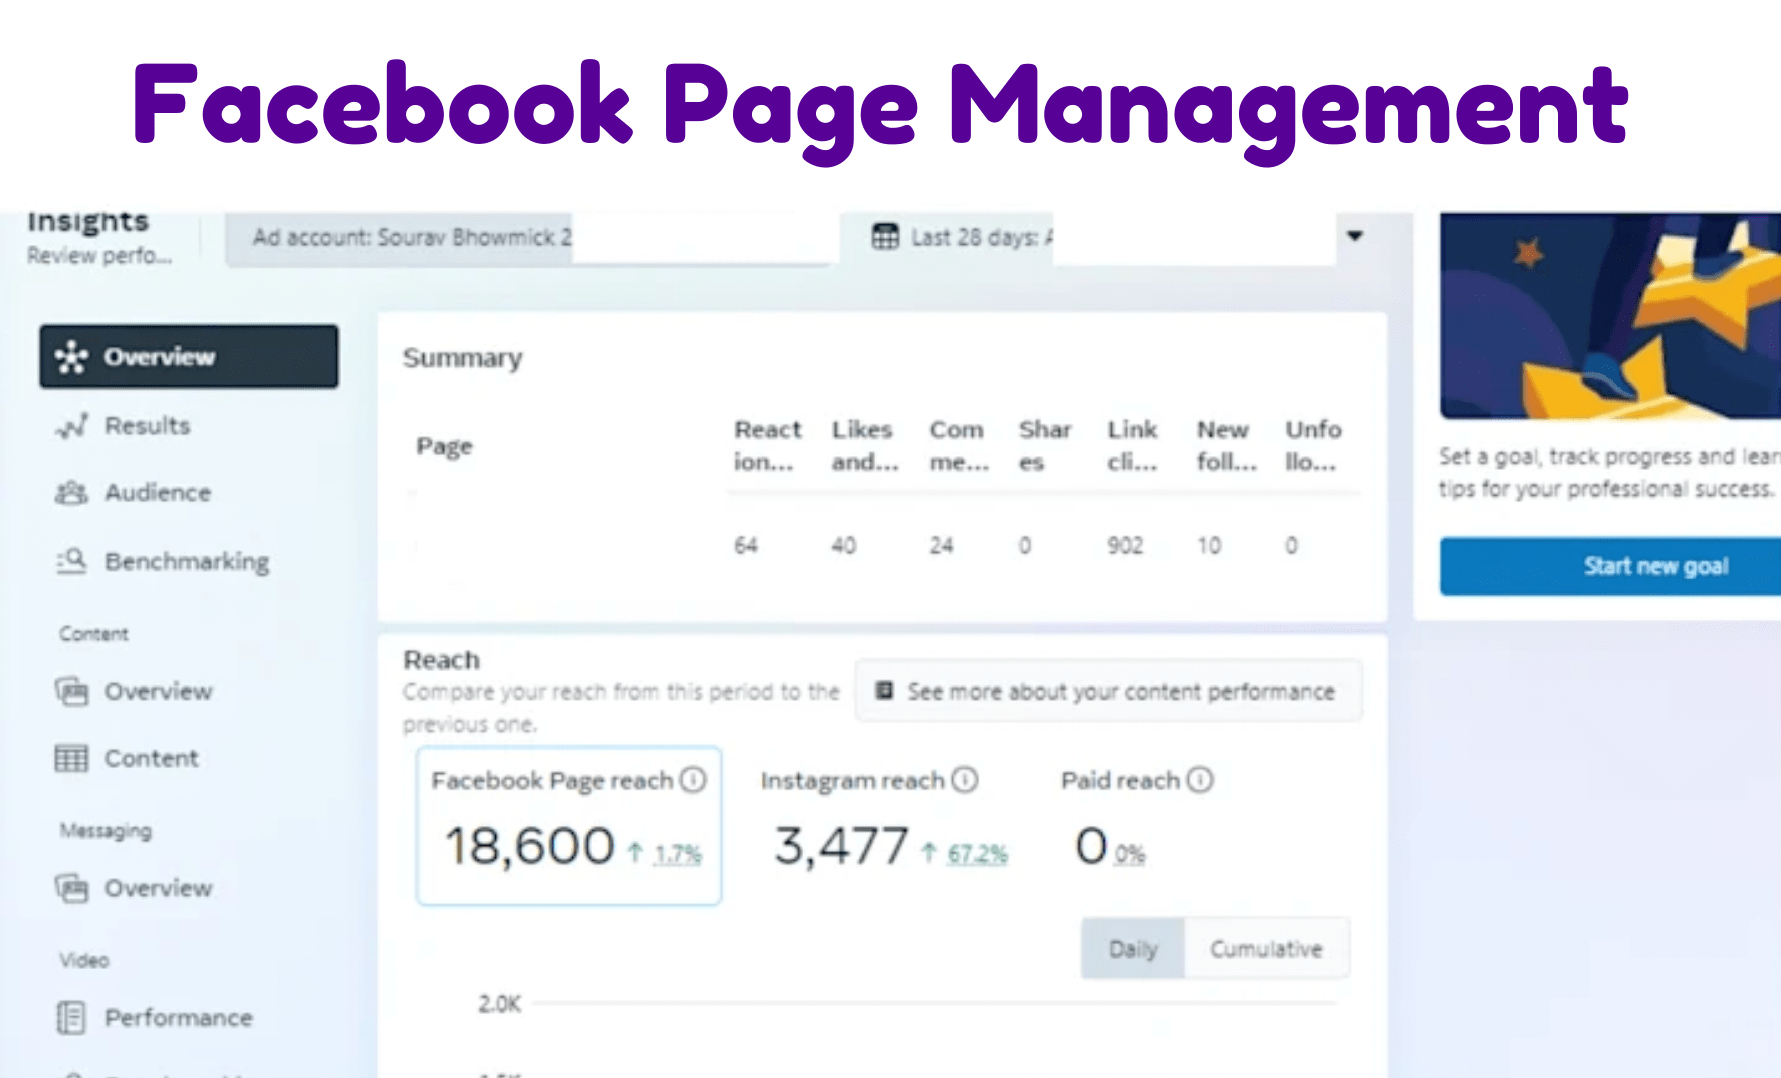 Facebook Page Management
Insights
Review perfo...
Ad account: Sourav Bhowmick 2
Last 28 days:
Overview
Results
Audience
Benchmarking
Content
Overview
Content
Messaging
Overview
Video
Performance
Summary
Page
React
ion...
Likes
and...
Com
me...
Shar
es
Link
cli...
New
foll...
Unfo
llo...
64
40
24
0
902
10
0
Reach
Compare your reach from this period to the
previous one.
See more about your content performance
Facebook Page reach
18,600 ↑ 1.7%
Instagram reach
3,477 ↑ 67.2%
Paid reach
0 0%
Daily
Cumulative
2.0K
Set a goal, track progress and lear
tips for your professional success.
Start new goal